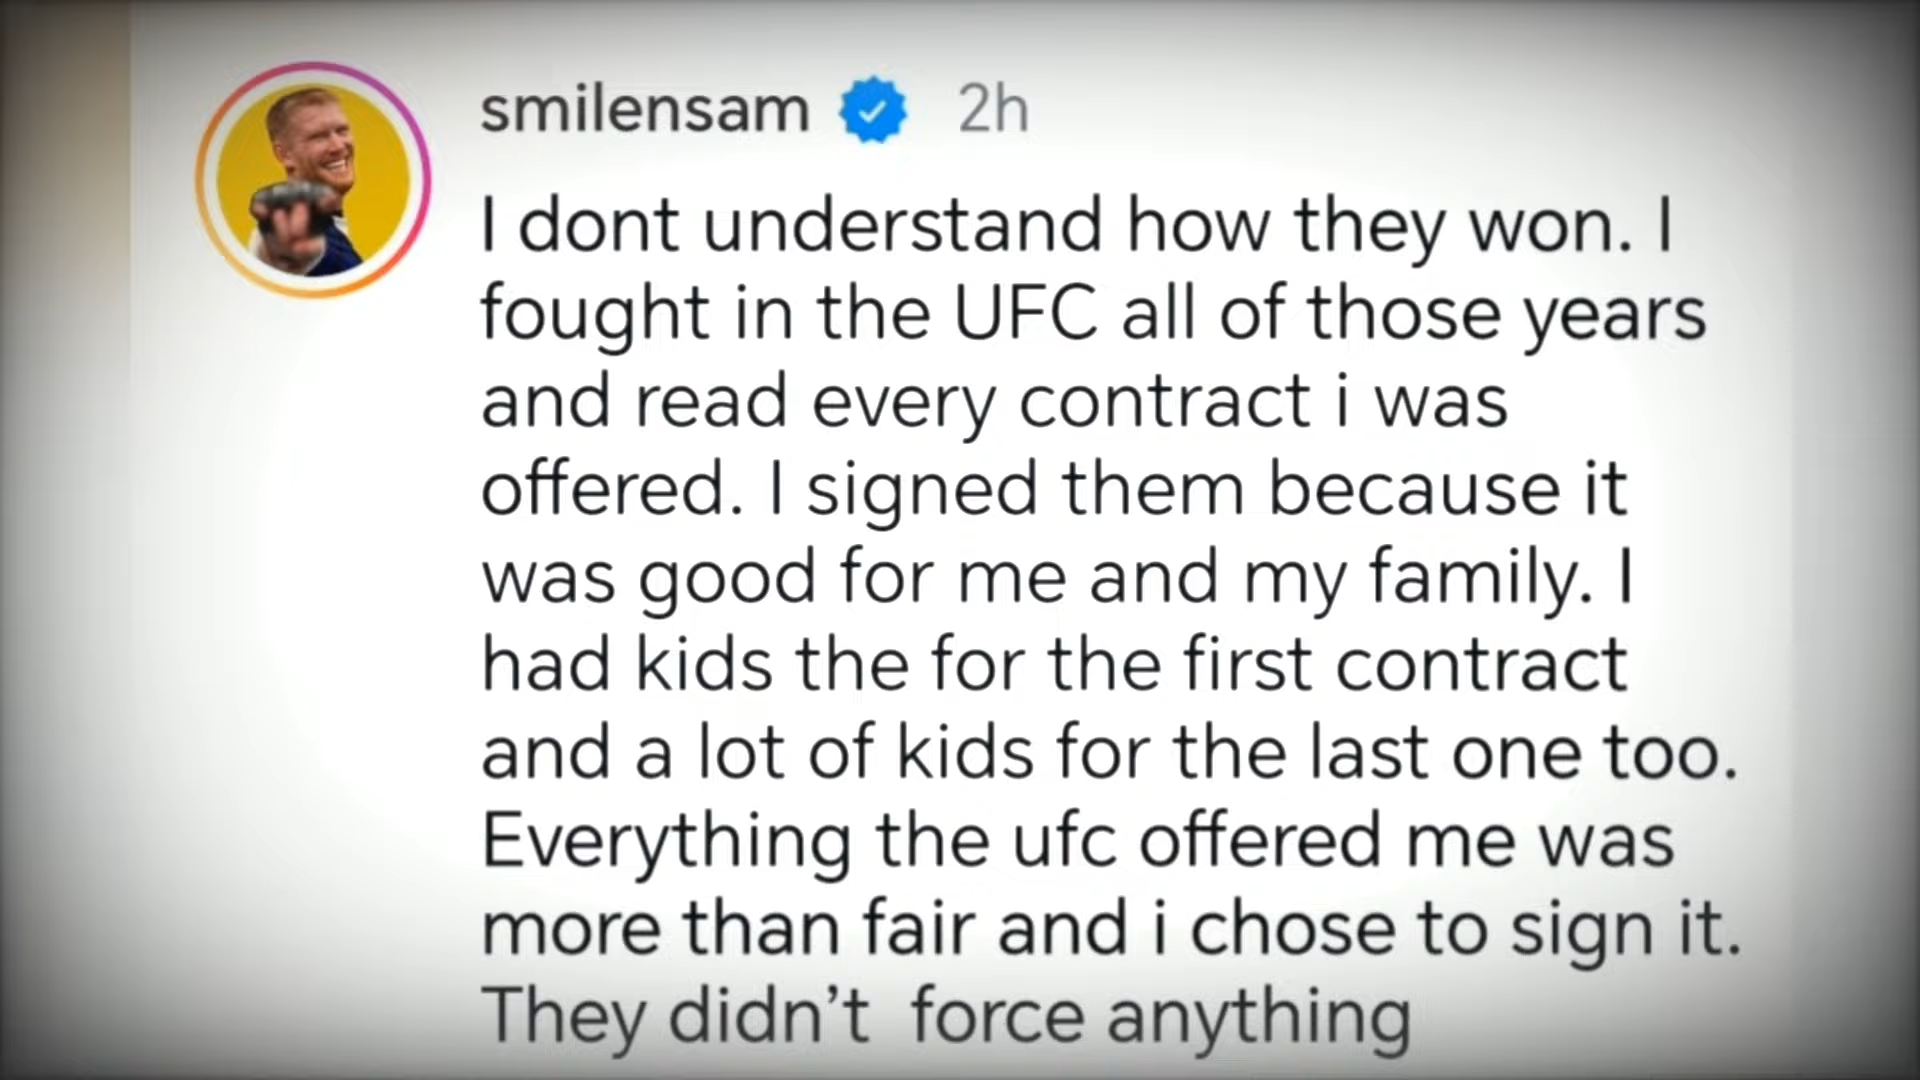 smilensam 2h
I dont understand how they won. I
fought in the UFC all of those years
and read every contract i was
offered. I signed them because it
was good for me and my family. I
had kids the for the first contract
and a lot of kids for the last one too.
Everything the ufc offered me was
more than fair and i chose to sign it.
They didn’t force anything